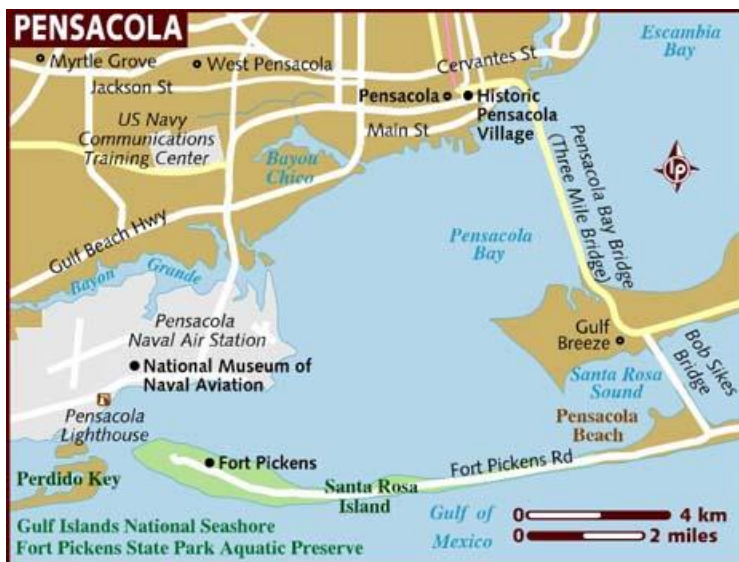 PENSACOLA
Escambia
Bay
Myrtle Grove
West Pensacola
Cervantes St
Jackson St
Pensacola
Historic
Pensacola
Village
US Navy
Communications
Training Center
Main St
Bayou
Chico
Pensacola Bay Bridge
(Three Mile Bridge)
LP
Gulf Beach Hwy
Pensacola
Bay
Bayou Grande
Pensacola
Naval Air Station
Gulf
Breeze
Bob Sikes
Bridge
National Museum of
Naval Aviation
Santa Rosa
Sound
Pensacola
Lighthouse
Pensacola
Beach
Fort Pickens
Fort Pickens Rd
Perdido Key
Santa Rosa
Island
Gulf of
Mexico
0 4 km
0 2 miles
Gulf Islands National Seashore
Fort Pickens State Park Aquatic Preserve